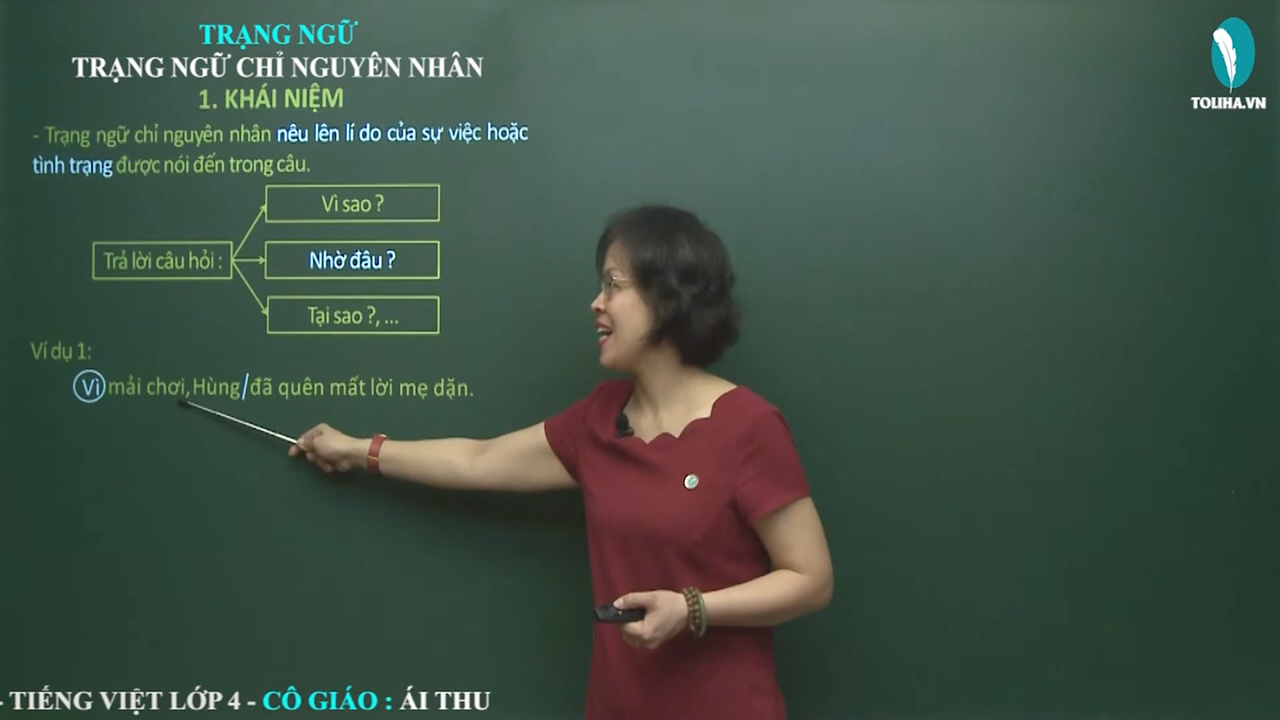 TRẠNG NGỮ
TRẠNG NGỮ CHỈ NGUYÊN NHÂN
1. KHÁI NIỆM
- Trạng ngữ chỉ nguyên nhân nêu lên lí do của sự việc hoặc
tình trạng được nói đến trong câu.
Vì sao ?
Trả lời câu hỏi :
Nhờ đâu ?
Tại sao ?, ...
Ví dụ 1:
Vì mải chơi, Hùng / đã quên mất lời mẹ dặn.
TOLIHA.VN
- TIẾNG VIỆT LỚP 4 - CÔ GIÁO : ÁI THU